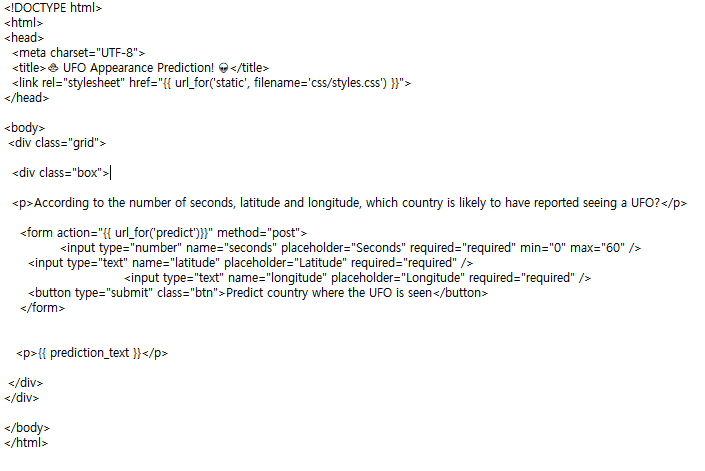 <!DOCTYPE html>
<html>
<head>
<meta charset="UTF-8">
<title>🛸 UFO Appearance Prediction! 👽</title>
<link rel="stylesheet" href="{{ url_for('static', filename='css/styles.css') }}">
</head>
<body>
<div class="grid">
<div class="box">
<p>According to the number of seconds, latitude and longitude, which country is likely to have reported seeing a UFO?</p>
<form action="{{ url_for('predict')}}" method="post">
<input type="number" name="seconds" placeholder="Seconds" required="required" min="0" max="60" />
<input type="text" name="latitude" placeholder="Latitude" required="required" />
<input type="text" name="longitude" placeholder="Longitude" required="required" />
<button type="submit" class="btn">Predict country where the UFO is seen</button>
</form>
<p>{{ prediction_text }}</p>
</div>
</div>
</body>
</html>